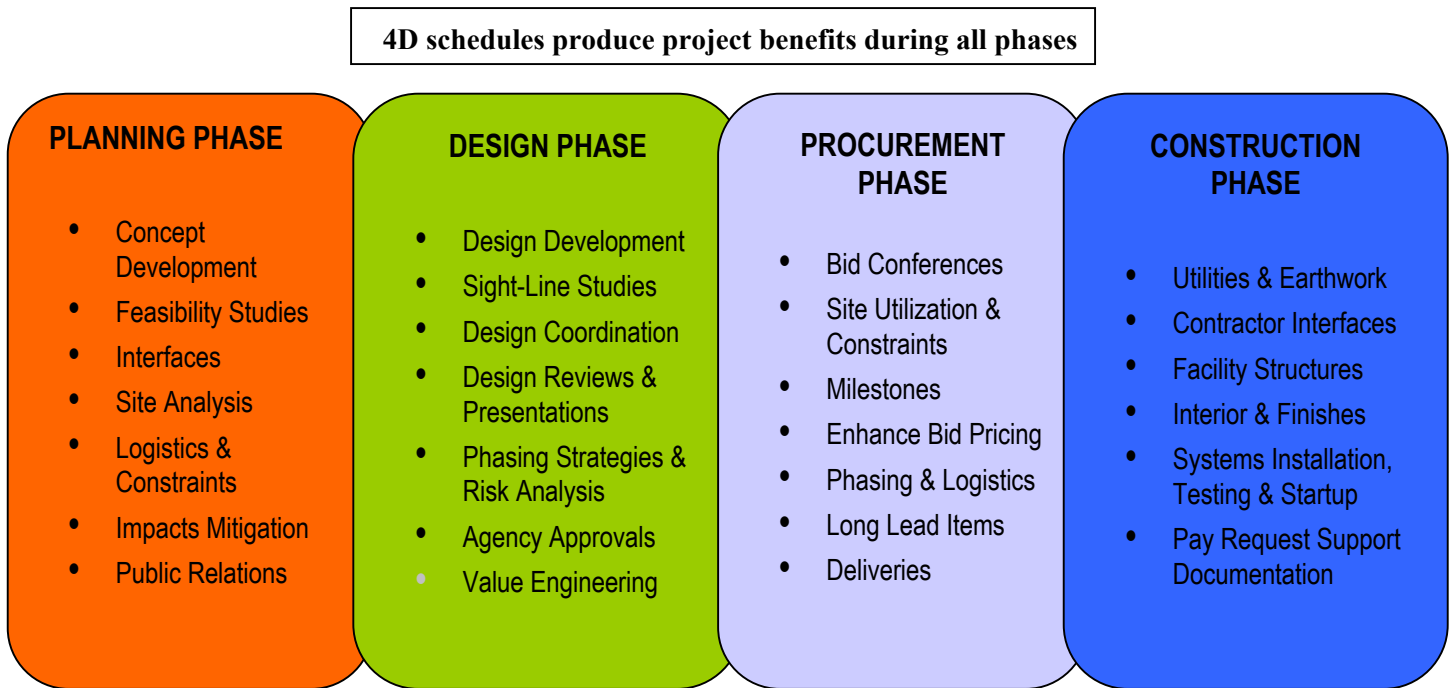 4D schedules produce project benefits during all phases
PLANNING PHASE
• Concept
Development
• Feasibility Studies
• Interfaces
• Site Analysis
• Logistics &
Constraints
• Impacts Mitigation
• Public Relations
DESIGN PHASE
• Design Development
• Sight-Line Studies
• Design Coordination
• Design Reviews &
Presentations
• Phasing Strategies &
Risk Analysis
• Agency Approvals
• Value Engineering
PROCUREMENT
PHASE
• Bid Conferences
• Site Utilization &
Constraints
• Milestones
• Enhance Bid Pricing
• Phasing & Logistics
• Long Lead Items
• Deliveries
CONSTRUCTION
PHASE
• Utilities & Earthwork
• Contractor Interfaces
• Facility Structures
• Interior & Finishes
• Systems Installation,
Testing & Startup
• Pay Request Support
Documentation